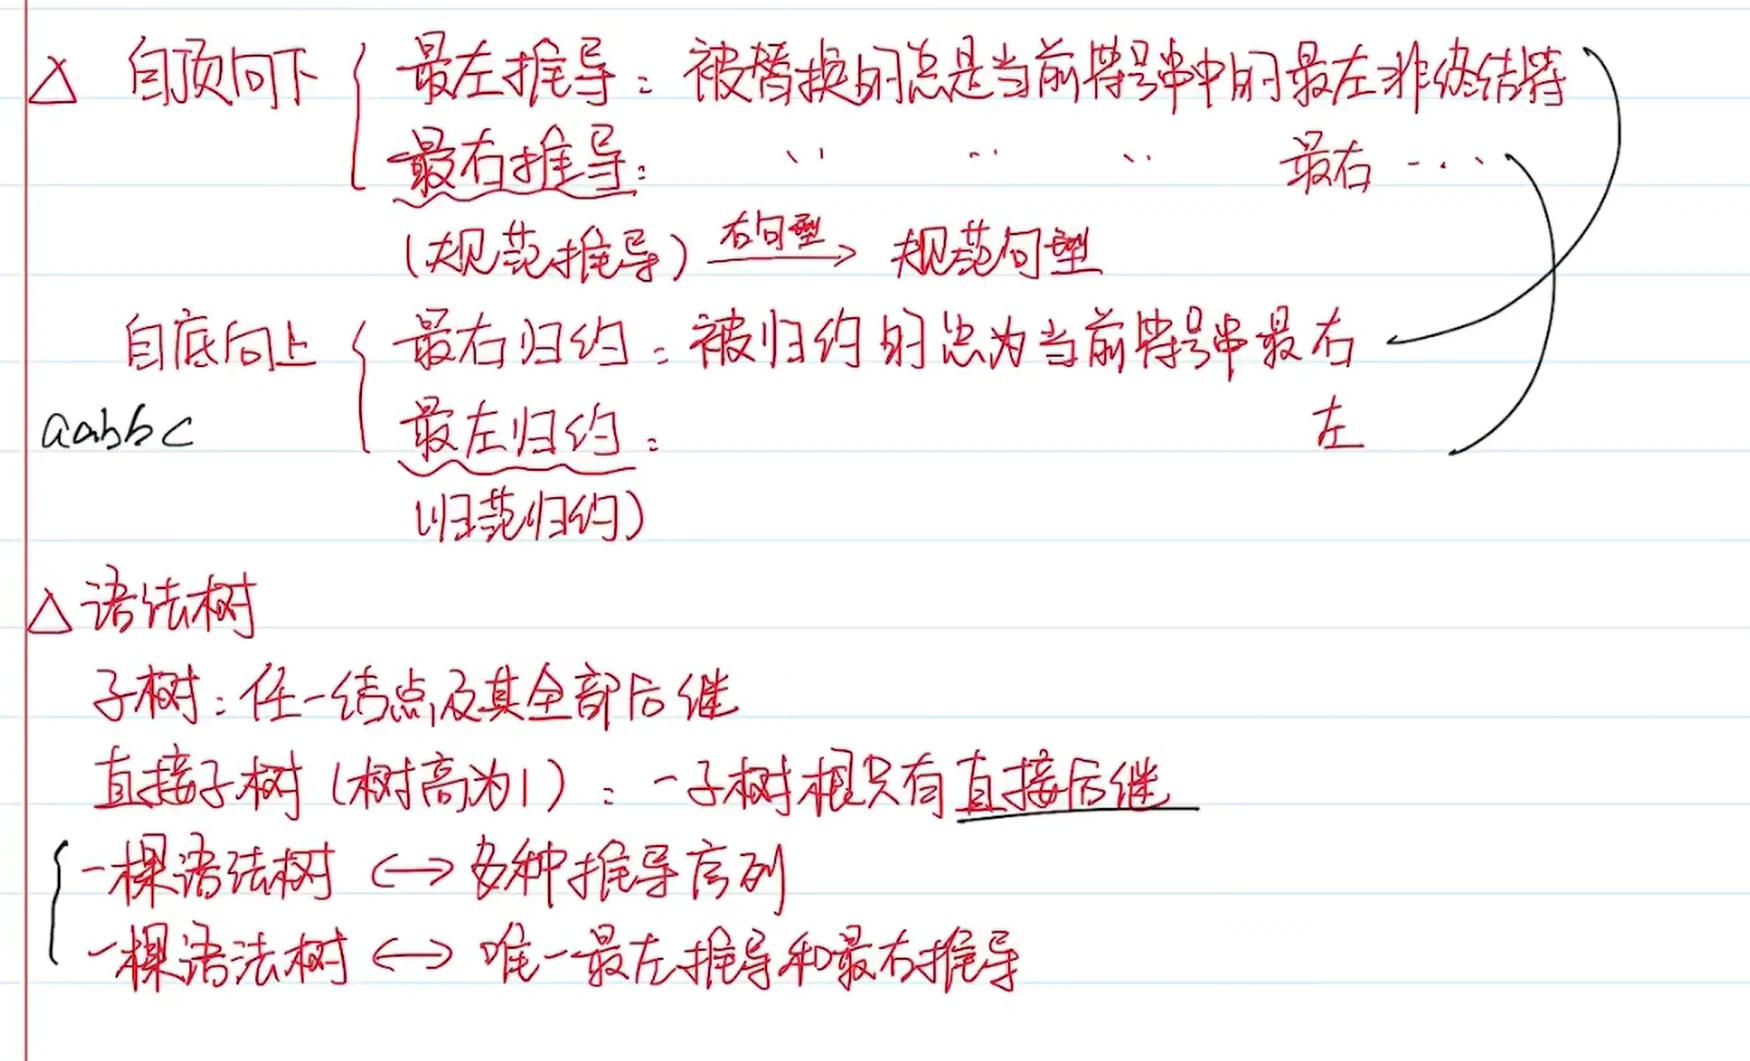 △ 自顶向下 { 最左推导：被替换的总是当前符号串中的最左非终结符
最右推导： 〃 〃 〃 最右 ....
(规范推导) 右句型→ 规范句型
自底向上 { 最右归约：被归约的总为当前符号串最右
aabbc 最左归约： 左
(归范归约)
△ 语法树
子树：任一结点及其全部后继
直接子树 (树高为1)：一子树根只有直接后继
{ 一棵语法树 ↔ 多种推导序列
一棵语法树 ↔ 唯一最左推导和最右推导